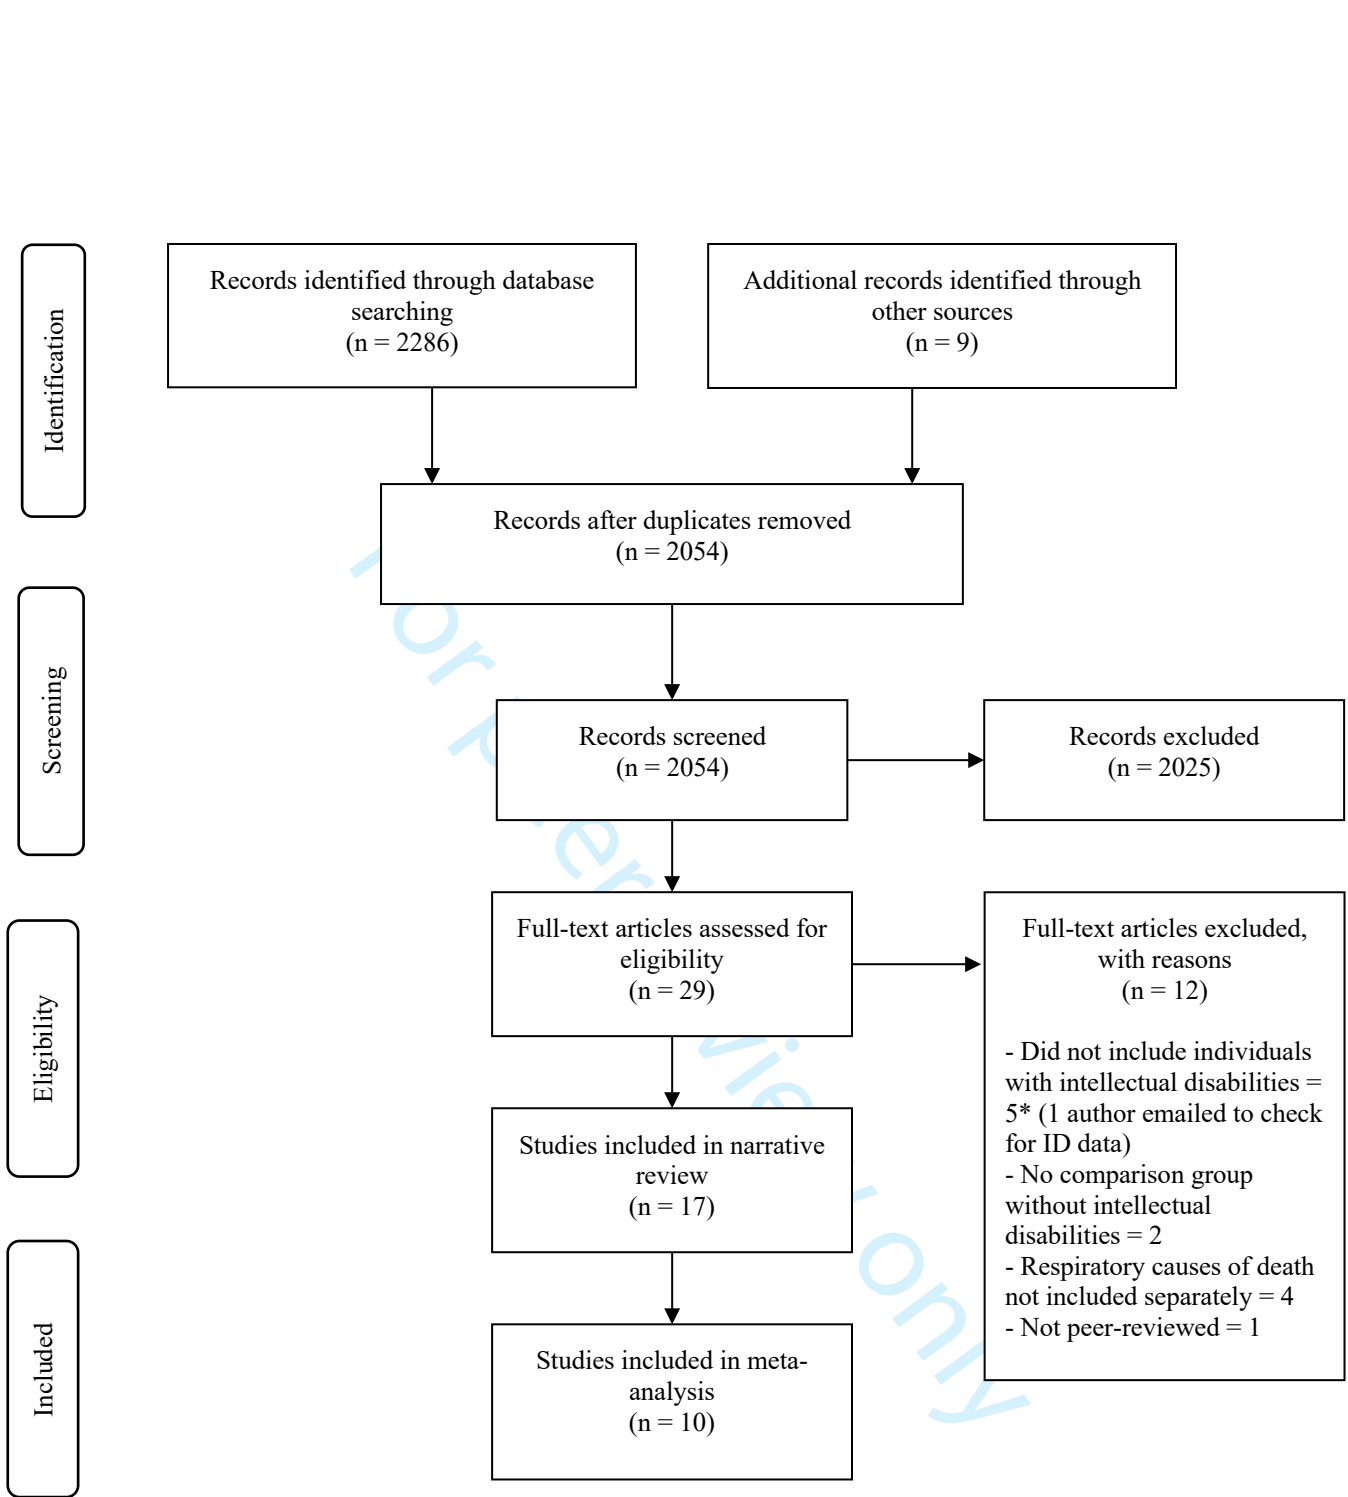 Identification
Records identified through database
searching
(n = 2286)
Additional records identified through
other sources
(n = 9)
Records after duplicates removed
(n = 2054)
Screening
Records screened
(n = 2054)
Records excluded
(n = 2025)
Eligibility
Full-text articles assessed for
eligibility
(n = 29)
Full-text articles excluded,
with reasons
(n = 12)
- Did not include individuals
with intellectual disabilities =
5* (1 author emailed to check
for ID data)
- No comparison group
without intellectual
disabilities = 2
- Respiratory causes of death
not included separately = 4
- Not peer-reviewed = 1
Studies included in narrative
review
(n = 17)
Included
Studies included in meta-
analysis
(n = 10)
only